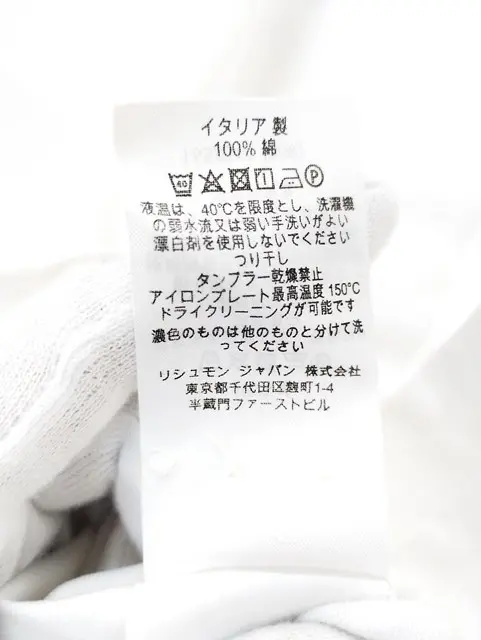 イタリア 製
100% 綿
40 P
液温は、40℃を限度とし、洗濯機
の弱水流又は弱い手洗いがよい
漂白剤を使用しないでください
つり干し
タンブラー乾燥禁止
アイロンプレート最高温度 150℃
ドライクリーニングが可能です
濃色のものは他のものと分けて洗
ってください
リシュモン ジャパン 株式会社
東京都千代田区麹町1-4
半蔵門ファーストビル